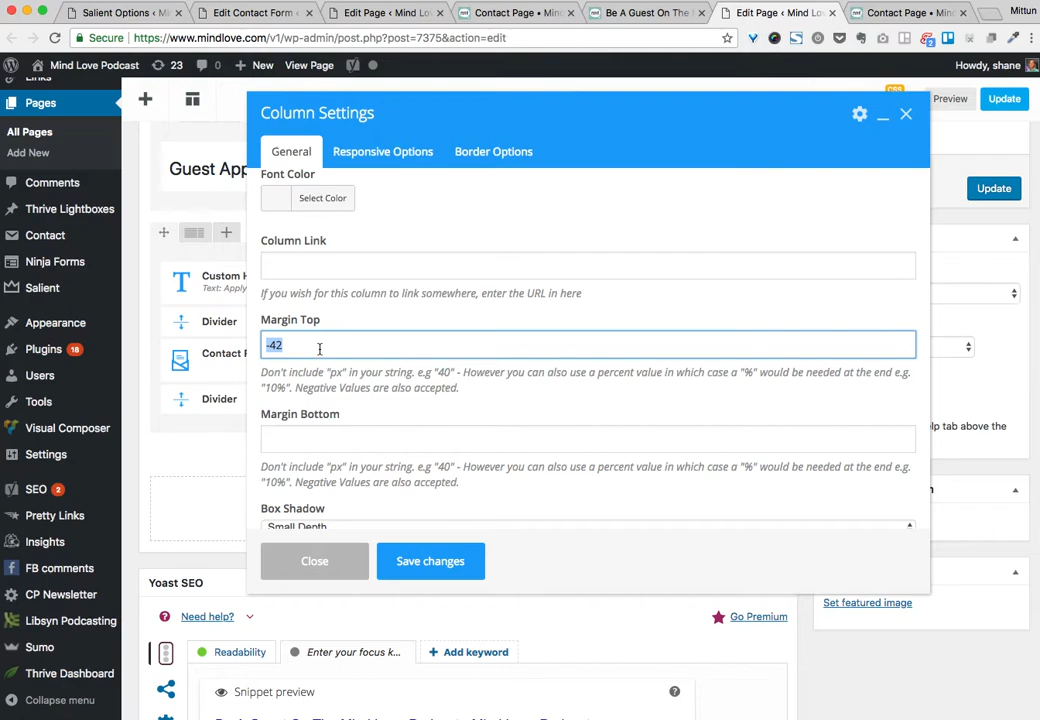 Salient Options ‹ M
Edit Contact Form ‹
Edit Page ‹ Mind Lo
Contact Page • Min
Be A Guest On The
Edit Page ‹ Mind Lo
Contact Page • Mind
Mittun
Secure
https://www.mindlove.com/v1/wp-admin/post.php?post=7375&action=edit
Mind Love Podcast
23
1
New
View Page
Howdy, shane
Links
Pages
All Pages
Add New
Comments
Thrive Lightboxes
Contact
Ninja Forms
Salient
Appearance
Plugins 18
Users
Tools
Visual Composer
Settings
SEO 2
Pretty Links
Insights
FB comments
CP Newsletter
Libsyn Podcasting
Sumo
Thrive Dashboard
Collapse menu
CSS
Preview
Update
Update
Guest App
Custom H
Text: Apply
Divider
Contact F
Divider
Column Settings
General
Responsive Options
Border Options
Font Color
Select Color
Column Link
If you wish for this column to link somewhere, enter the URL in here
Margin Top
-42
Don't include "px" in your string. e.g "40" - However you can also use a percent value in which case a "%" would be needed at the end e.g.
"10%". Negative Values are also accepted.
Margin Bottom
Don't include "px" in your string. e.g "40" - However you can also use a percent value in which case a "%" would be needed at the end e.g.
"10%". Negative Values are also accepted.
Box Shadow
Small Depth
Close
Save changes
lp tab above the
Set featured image
Yoast SEO
Need help?
Go Premium
Readability
Enter your focus k...
Add keyword
Snippet preview